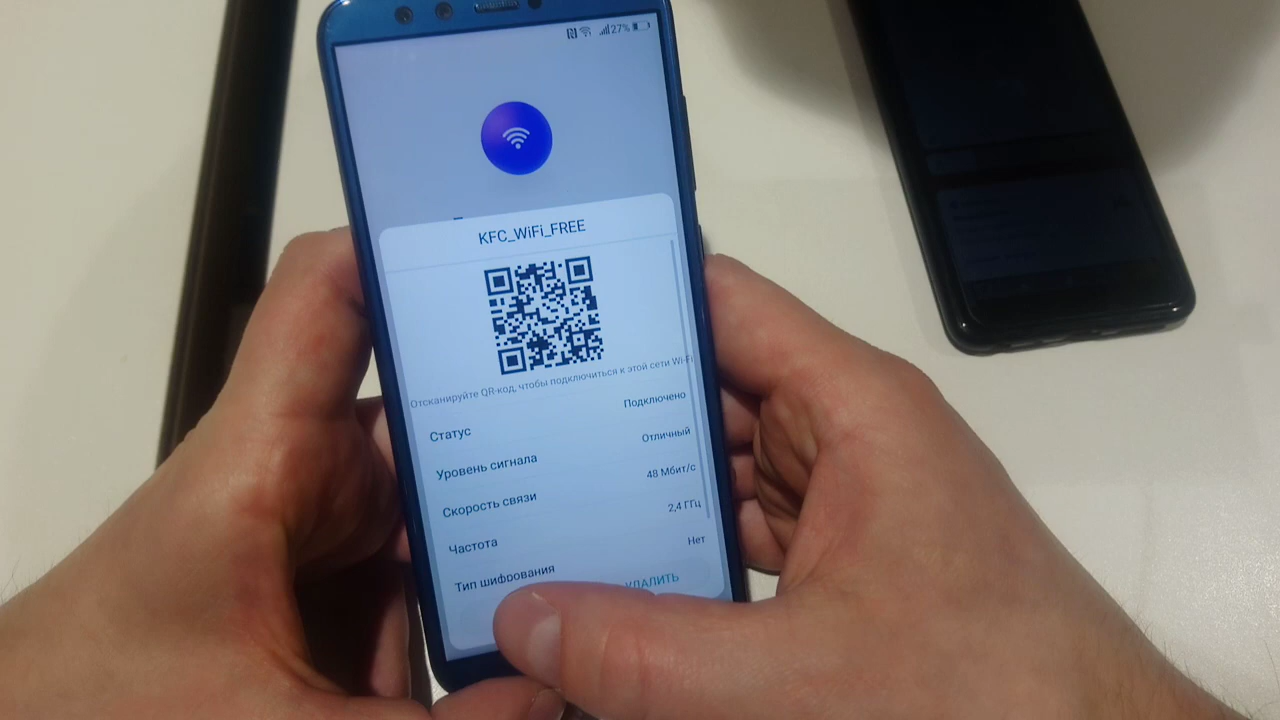 27%
KFC_WiFi_FREE
Отсканируйте QR-код, чтобы подключиться к этой сети Wi-Fi
Статус
Подключено
Уровень сигнала
Отличный
Скорость связи
48 Мбит/с
Частота
2,4 ГГц
Тип шифрования
Нет
УДАЛИТЬ